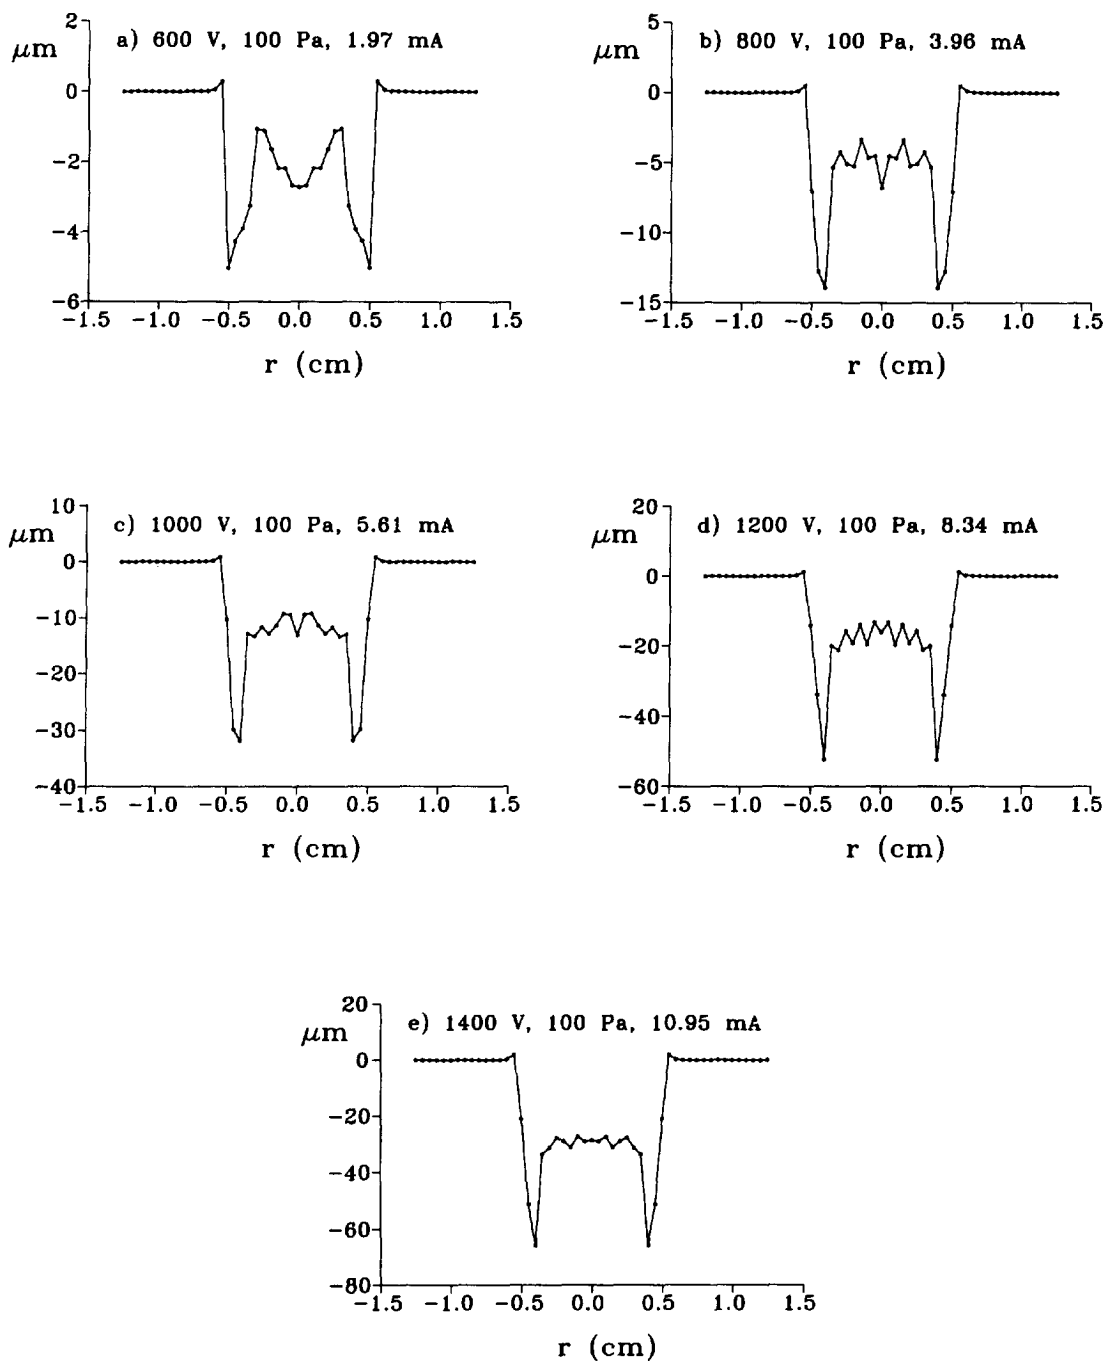 a) 600 V, 100 Pa, 1.97 mA
μm
2
0
−2
−4
−6
−1.5 −1.0 −0.5 0.0 0.5 1.0 1.5
r (cm)
b) 800 V, 100 Pa, 3.96 mA
μm
5
0
−5
−10
−15
−1.5 −1.0 −0.5 0.0 0.5 1.0 1.5
r (cm)
c) 1000 V, 100 Pa, 5.61 mA
μm
10
0
−10
−20
−30
−40
−1.5 −1.0 −0.5 0.0 0.5 1.0 1.5
r (cm)
d) 1200 V, 100 Pa, 8.34 mA
μm
20
0
−20
−40
−60
−1.5 −1.0 −0.5 0.0 0.5 1.0 1.5
r (cm)
e) 1400 V, 100 Pa, 10.95 mA
μm
20
0
−20
−40
−60
−80
−1.5 −1.0 −0.5 0.0 0.5 1.0 1.5
r (cm)